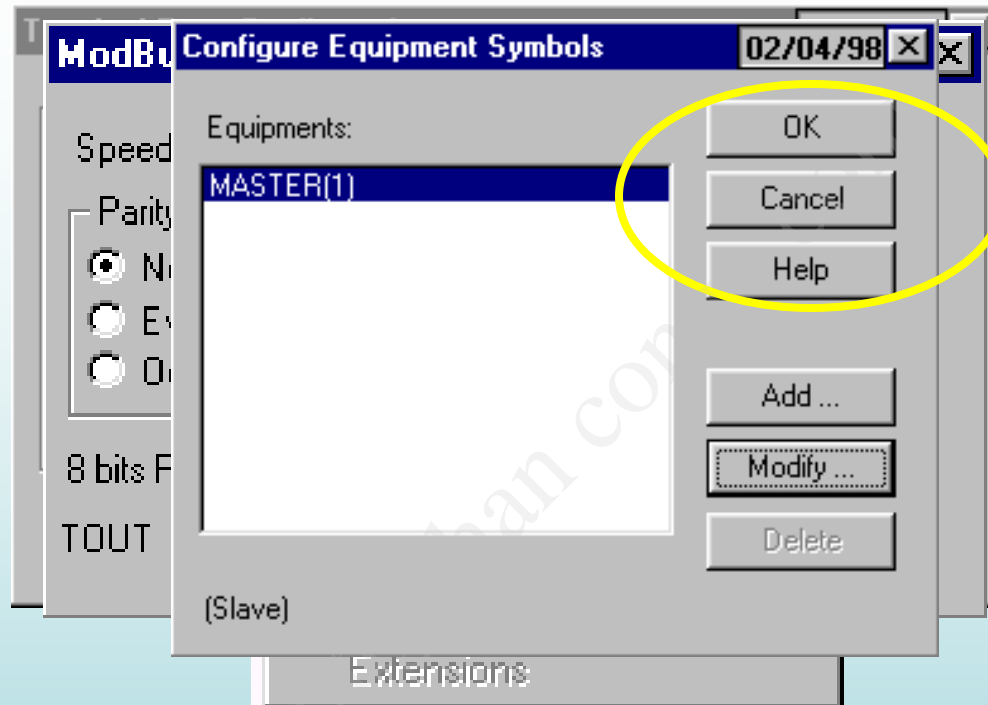 Configure Equipment Symbols 02/04/98
Equipments:
MASTER(1)
OK
Cancel
Help
Add ...
Modify ...
Delete
(Slave)
Speed
Parity
8 bits
TOUT
Extensions